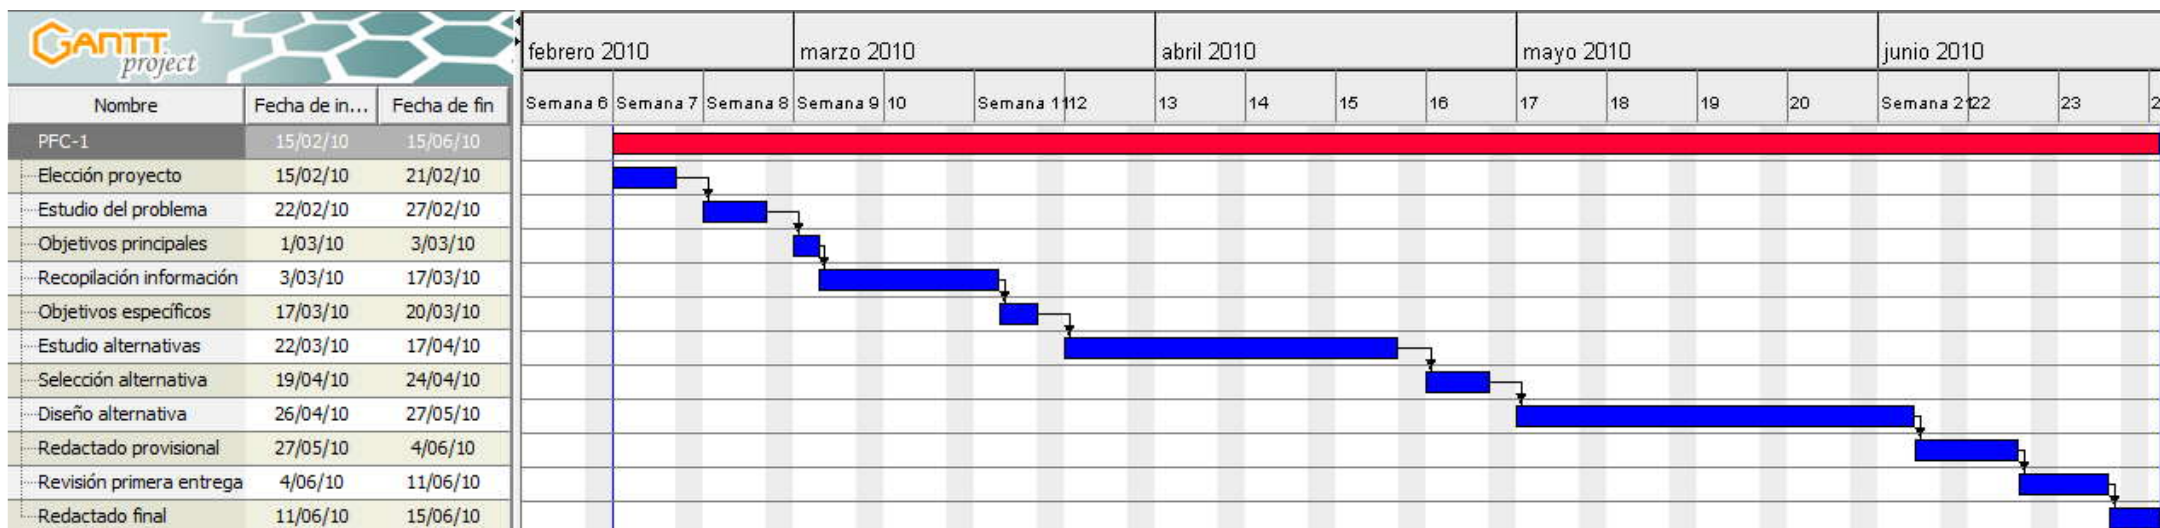 GANTT
project
febrero 2010 marzo 2010 abril 2010 mayo 2010 junio 2010
Nombre Fecha de in... Fecha de fin Semana 6 Semana 7 Semana 8 Semana 9 10 Semana 11 12 13 14 15 16 17 18 19 20 Semana 21 22 23 2
PFC-1 15/02/10 15/06/10
Elección proyecto 15/02/10 21/02/10
Estudio del problema 22/02/10 27/02/10
Objetivos principales 1/03/10 3/03/10
Recopilación información 3/03/10 17/03/10
Objetivos específicos 17/03/10 20/03/10
Estudio alternativas 22/03/10 17/04/10
Selección alternativa 19/04/10 24/04/10
Diseño alternativa 26/04/10 27/05/10
Redactado provisional 27/05/10 4/06/10
Revisión primera entrega 4/06/10 11/06/10
Redactado final 11/06/10 15/06/10